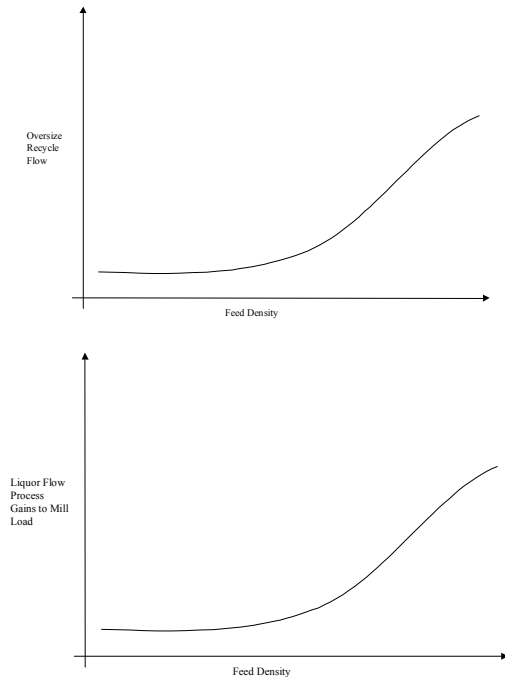 Oversize
Recycle
Flow
Feed Density
Liquor Flow
Process
Gains to Mill
Load
Feed Density